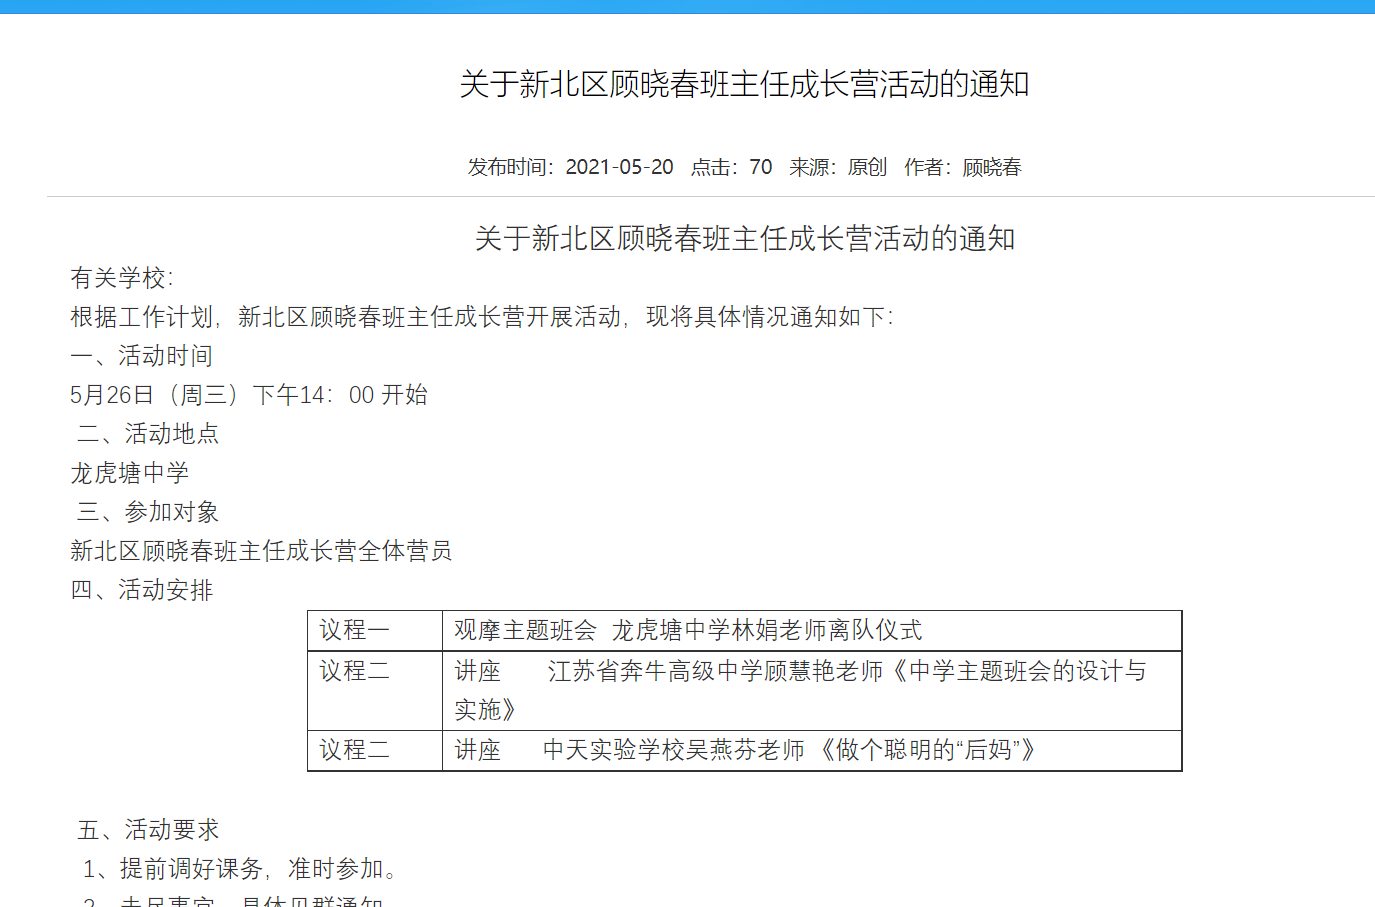 关于新北区顾晓春班主任成长营活动的通知
发布时间：2021-05-20 点击：70 来源：原创 作者：顾晓春
关于新北区顾晓春班主任成长营活动的通知
有关学校：
根据工作计划，新北区顾晓春班主任成长营开展活动，现将具体情况通知如下：
一、活动时间
5月26日（周三）下午14：00 开始
二、活动地点
龙虎塘中学
三、参加对象
新北区顾晓春班主任成长营全体营员
四、活动安排
议程一 观摩主题班会 龙虎塘中学林娟老师离队仪式
议程二 讲座 江苏省奔牛高级中学顾慧艳老师《中学主题班会的设计与
实施》
议程二 讲座 中天实验学校吴燕芬老师 《做个聪明的“后妈”》
五、活动要求
1、提前调好课务，准时参加。
2、未尽事宜，具体见群通知